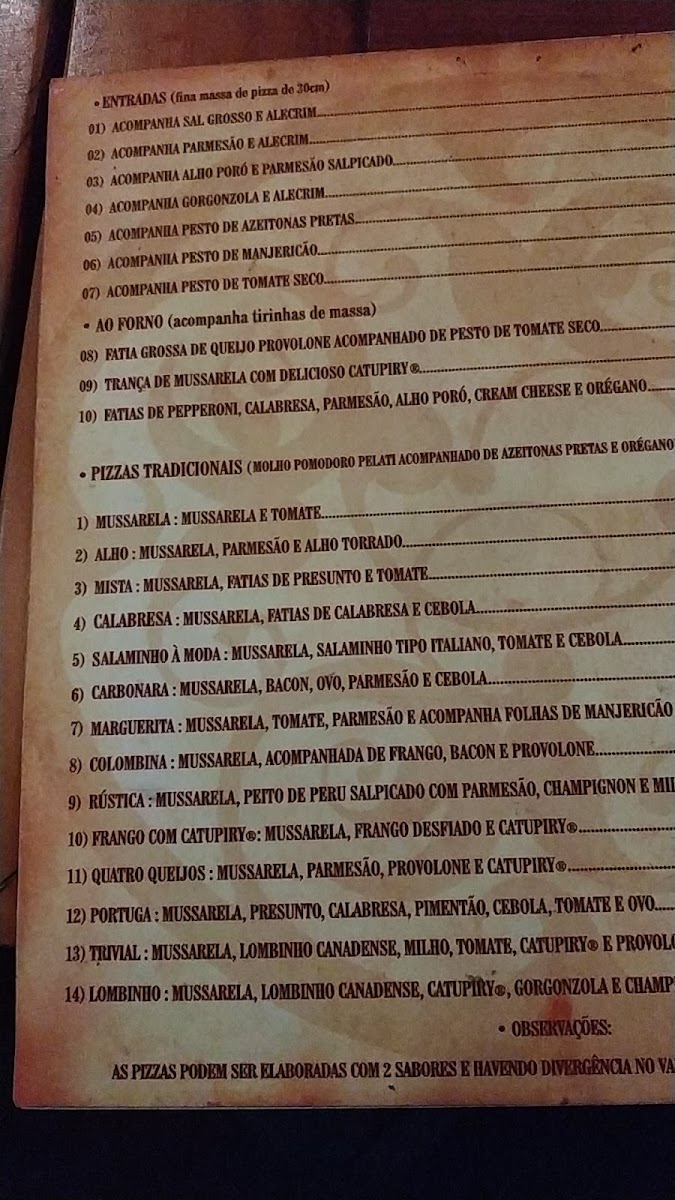 • ENTRADAS (fina massa de pizza de 30cm)
01) ACOMPANHA SAL GROSSO E ALECRIM
02) ACOMPANHA PARMESÃO E ALECRIM
03) ACOMPANHA ALHO PORÓ E PARMESÃO SALPICADO
04) ACOMPANHA GORGONZOLA E ALECRIM
05) ACOMPANHA PESTO DE AZEITONAS PRETAS
06) ACOMPANHA PESTO DE MANJERICÃO
07) ACOMPANHA PESTO DE TOMATE SECO
• AO FORNO (acompanha tirinhas de massa)
08) FATIA GROSSA DE QUEIJO PROVOLONE ACOMPANHADO DE PESTO DE TOMATE SECO
09) TRANÇA DE MUSSARELA COM DELICIOSO CATUPIRY®
10) FATIAS DE PEPPERONI, CALABRESA, PARMESÃO, ALHO PORÓ, CREAM CHEESE E ORÉGANO
• PIZZAS TRADICIONAIS (MOLHO POMODORO PELATI ACOMPANHADO DE AZEITONAS PRETAS E ORÉGANO
1) MUSSARELA : MUSSARELA E TOMATE
2) ALHO : MUSSARELA, PARMESÃO E ALHO TORRADO
3) MISTA : MUSSARELA, FATIAS DE PRESUNTO E TOMATE
4) CALABRESA : MUSSARELA, FATIAS DE CALABRESA E CEBOLA
5) SALAMINHO À MODA : MUSSARELA, SALAMINHO TIPO ITALIANO, TOMATE E CEBOLA
6) CARBONARA : MUSSARELA, BACON, OVO, PARMESÃO E CEBOLA
7) MARGUERITA : MUSSARELA, TOMATE, PARMESÃO E ACOMPANHA FOLHAS DE MANJERICÃO
8) COLOMBINA : MUSSARELA, ACOMPANHADA DE FRANGO, BACON E PROVOLONE
9) RÚSTICA : MUSSARELA, PEITO DE PERU SALPICADO COM PARMESÃO, CHAMPIGNON E MIL
10) FRANGO COM CATUPIRY®: MUSSARELA, FRANGO DESFIADO E CATUPIRY®
11) QUATRO QUEIJOS : MUSSARELA, PARMESÃO, PROVOLONE E CATUPIRY®
12) PORTUGA : MUSSARELA, PRESUNTO, CALABRESA, PIMENTÃO, CEBOLA, TOMATE E OVO
13) TRIVIAL : MUSSARELA, LOMBINHO CANADENSE, MILHO, TOMATE, CATUPIRY® E PROVOL
14) LOMBINHO : MUSSARELA, LOMBINHO CANADENSE, CATUPIRY®, GORGONZOLA E CHAMP
• OBSERVAÇÕES:
AS PIZZAS PODEM SER ELABORADAS COM 2 SABORES E HAVENDO DIVERGÊNCIA NO VA